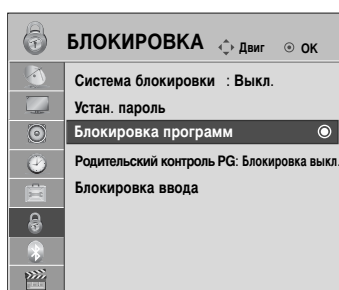 БЛОКИРОВКА Двиг OK
Система блокировки : Выкл.
Устан. пароль
Блокировка программ
Родительский контроль PG: Блокировка выкл.
Блокировка ввода